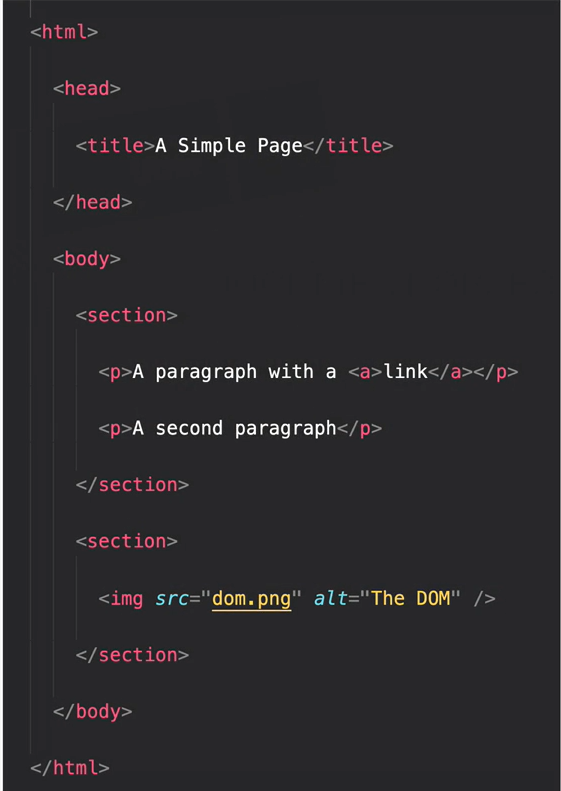 <html>
<head>
<title>A Simple Page</title>
</head>
<body>
<section>
<p>A paragraph with a <a>link</a></p>
<p>A second paragraph</p>
</section>
<section>
<img src="dom.png" alt="The DOM" />
</section>
</body>
</html>